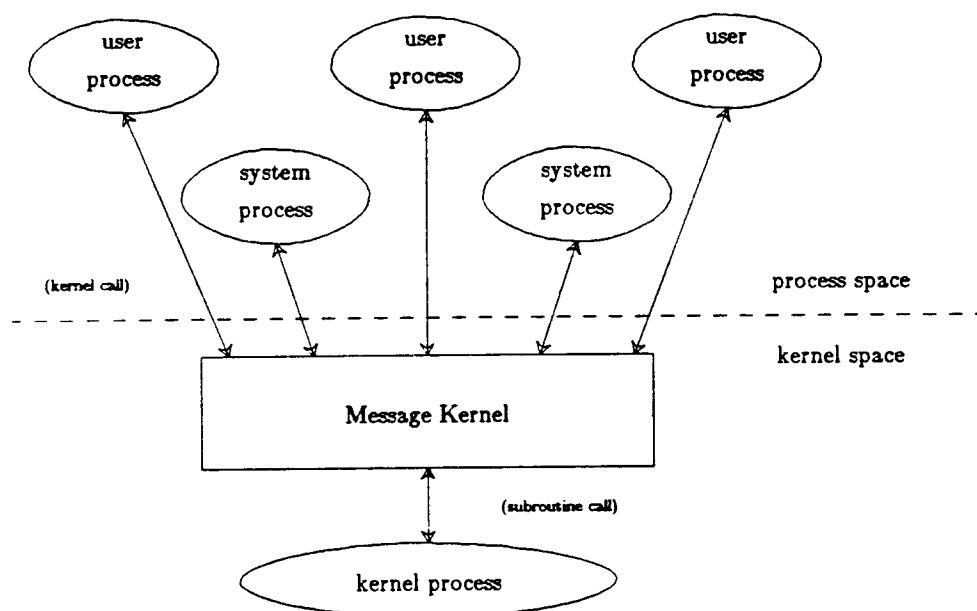 user
process
user
process
user
process
system
process
system
process
(kernel call)
process space
kernel space
Message Kernel
(subroutine call)
kernel process